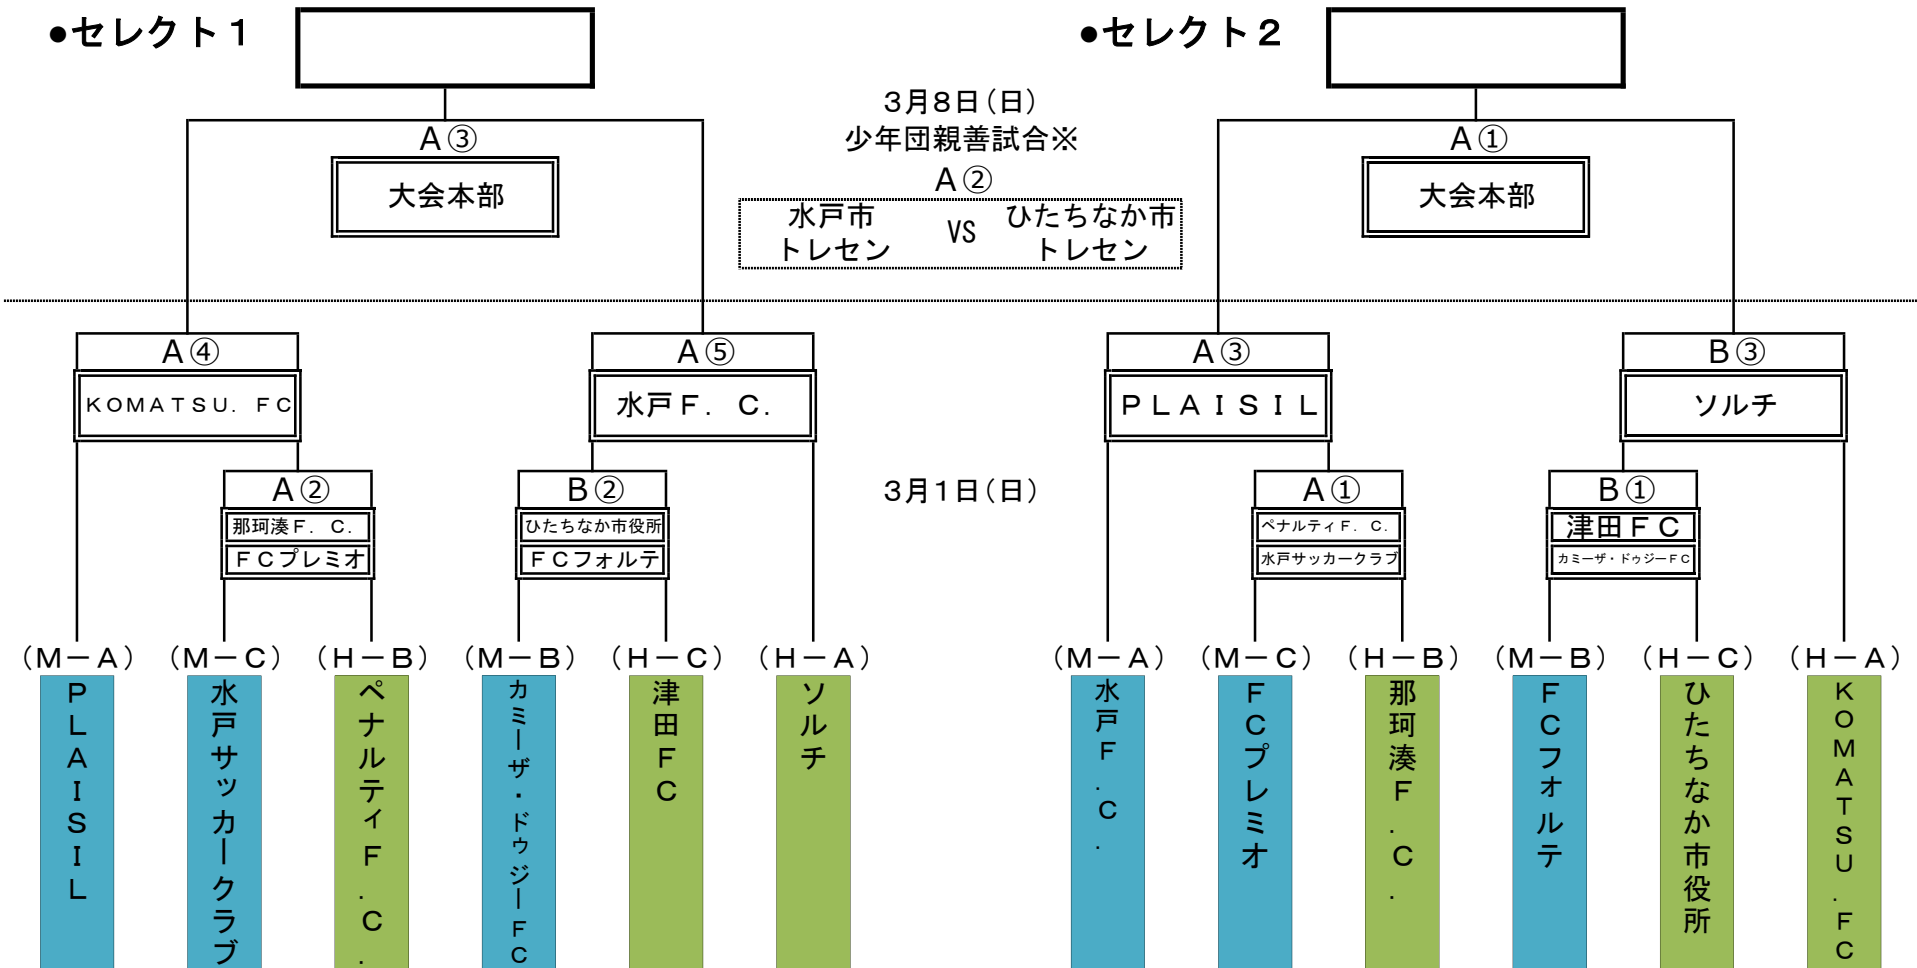 ●セレクト１
●セレクト２
３月８日(日)
少年団親善試合※
A③
A②
A①
大会本部
水戸市
トレセン
VS
ひたちなか市
トレセン
大会本部
A④
A⑤
A③
B③
ＫＯＭＡＴＳＵ．ＦＣ
水戸Ｆ．Ｃ．
ＰＬＡＩＳＩＬ
ソルチ
３月１日(日)
A②
B②
A①
B①
那珂湊Ｆ．Ｃ．
ＦＣプレミオ
ひたちなか市役所
ＦＣフォルテ
ペナルティＦ．Ｃ．
水戸サッカークラブ
津田ＦＣ
カミーザ・ドゥジーＦＣ
(Ｍ－Ａ)
(Ｍ－Ｃ)
(Ｈ－Ｂ)
(Ｍ－Ｂ)
(Ｈ－Ｃ)
(Ｈ－Ａ)
(Ｍ－Ａ)
(Ｍ－Ｃ)
(Ｈ－Ｂ)
(Ｍ－Ｂ)
(Ｈ－Ｃ)
(Ｈ－Ａ)
ＰＬＡＩＳＩＬ
水戸サッカークラブ
ペナルティＦ．Ｃ．
カミーザ・ドゥジーＦＣ
津田ＦＣ
ソルチ
水戸Ｆ．Ｃ．
ＦＣプレミオ
那珂湊Ｆ．Ｃ．
ＦＣフォルテ
ひたちなか市役所
ＫＯＭＡＴＳＵ．ＦＣ